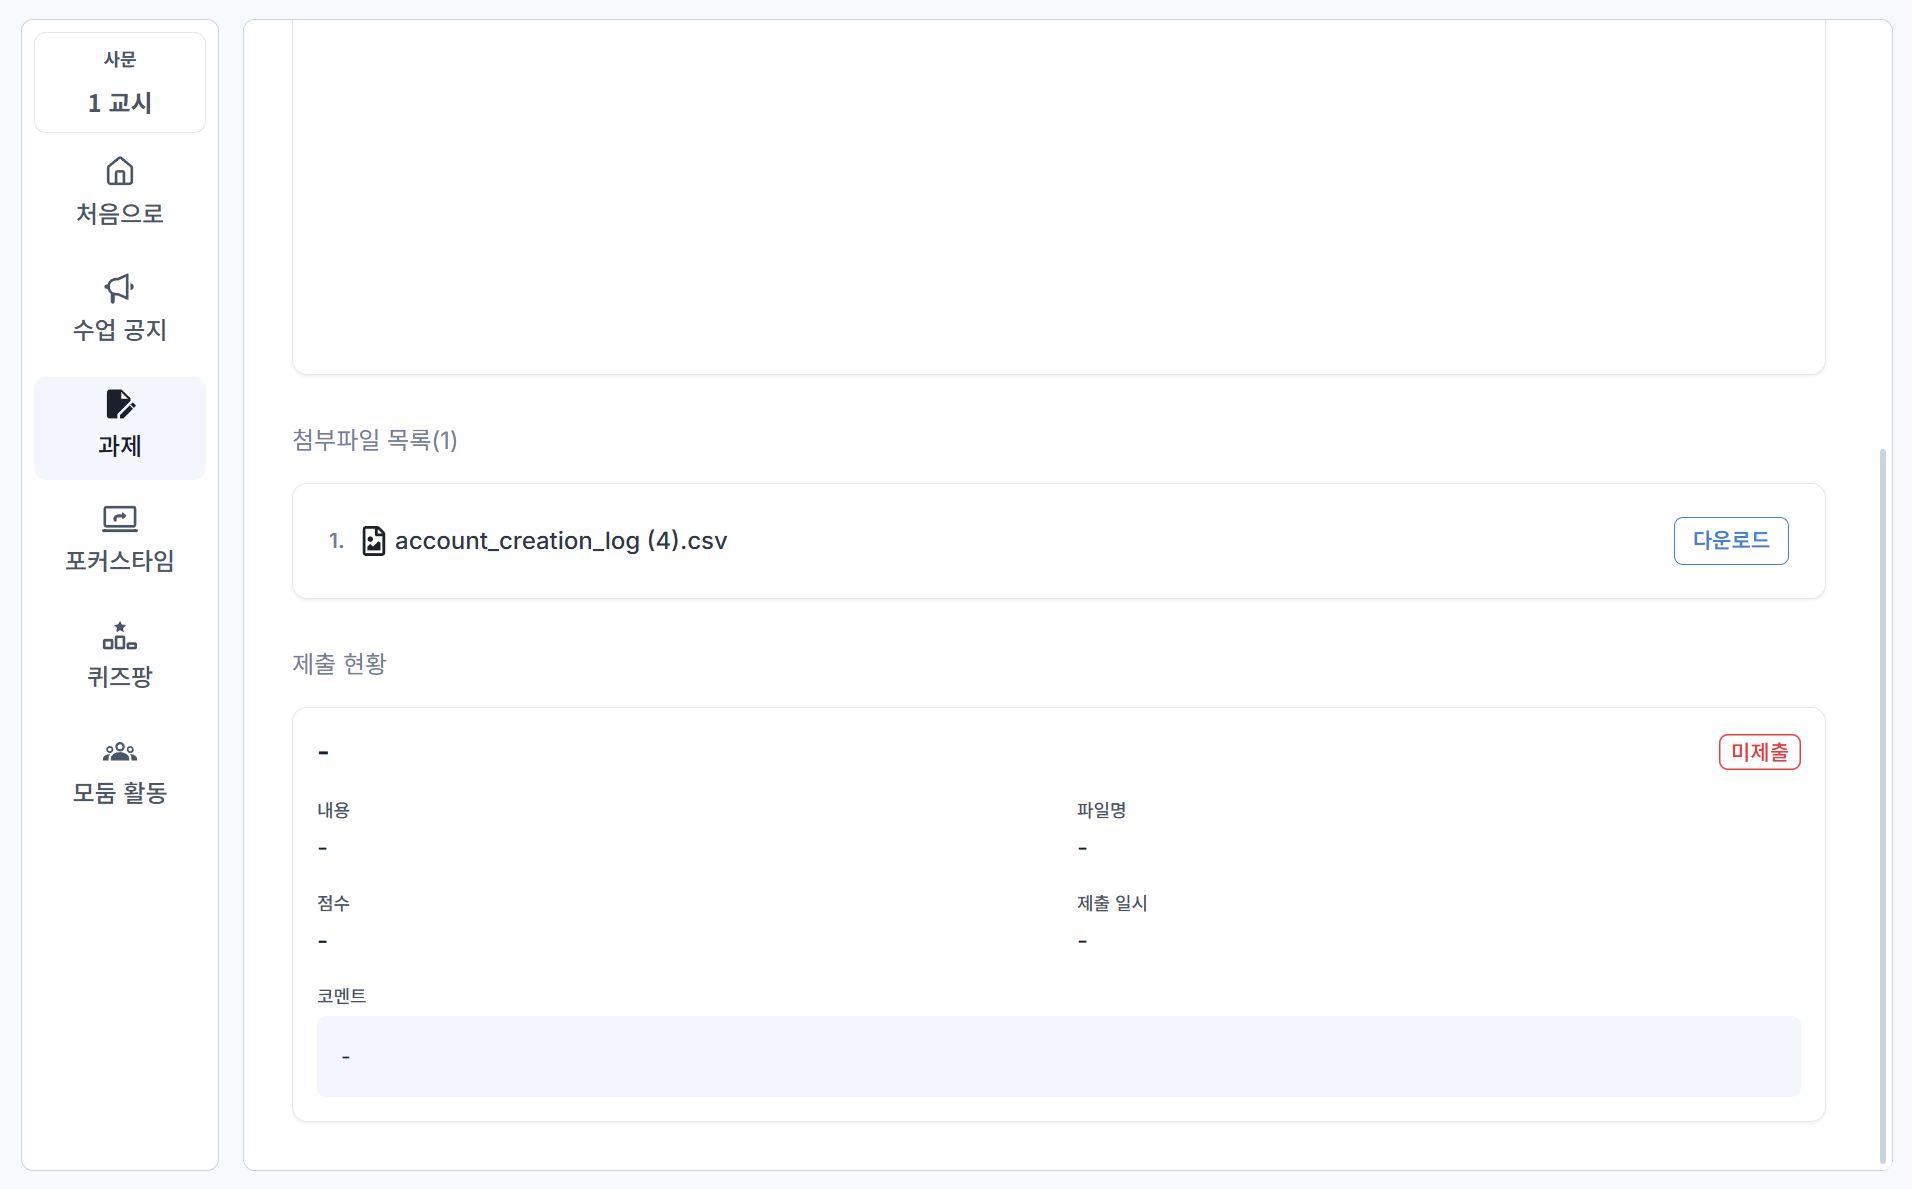 사문
1 교시
처음으로
수업 공지
과제
포커스타임
퀴즈팡
모둠 활동
첨부파일 목록(1)
1. account_creation_log (4).csv
다운로드
제출 현황
-
미제출
내용
-
파일명
-
점수
-
제출 일시
-
코멘트
-